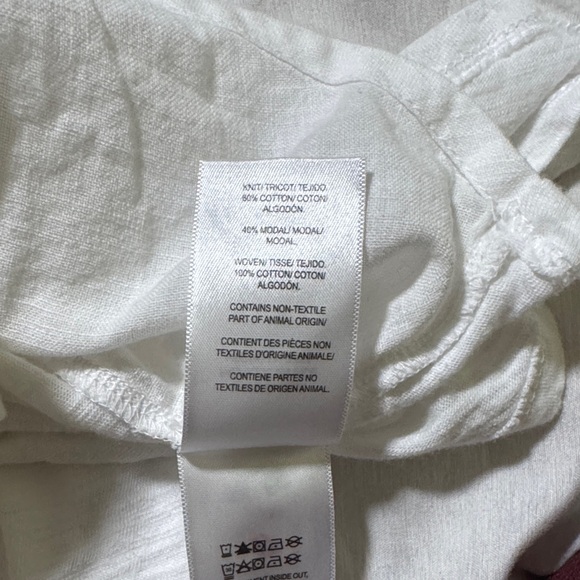 KNIT/ TRICOT/ TEJIDO.
60% COTTON/ COTON/
ALGODÓN.
40% MODAL/ MODAL/
MODAL.
WOVEN/ TISSE/ TEJIDO.
100% COTTON/ COTON/
ALGODÓN.
CONTAINS NON-TEXTILE
PART OF ANIMAL ORIGIN/
CONTIENT DES PIÈCES NON
TEXTILES D'ORIGINE ANIMALE/
CONTIENE PARTES NO
TEXTILES DE ORIGEN ANIMAL.
INSIDE OUT.